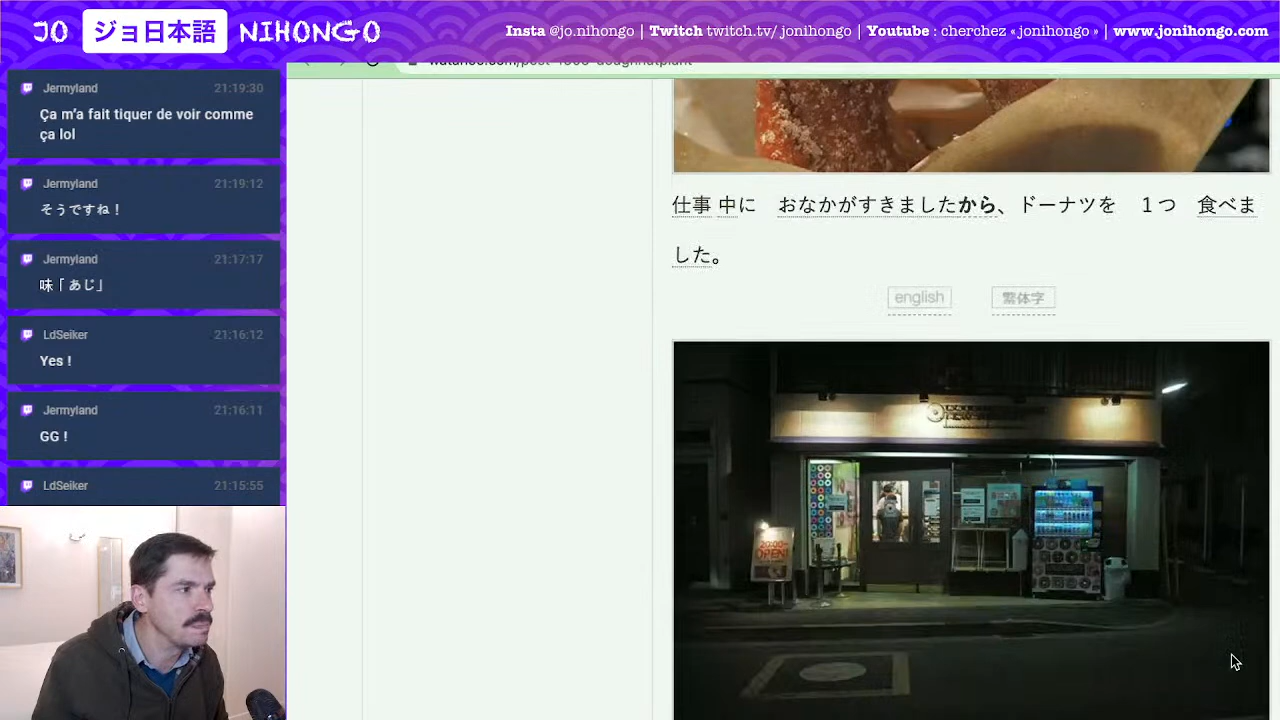 JO ジョ日本語 NIHONGO
Insta @jo.nihongo | Twitch twitch.tv/ jonihongo | Youtube : cherchez « jonihongo » | www.jonihongo.com
Jermyland 21:19:30
Ça m'a fait tiquer de voir comme
ça lol
Jermyland 21:19:12
そうですね！
Jermyland 21:17:17
味「あじ」
LdSeiker 21:16:12
Yes !
Jermyland 21:16:11
GG !
LdSeiker 21:15:55
仕事 中に おなかがすきましたから、ドーナツを 1つ 食べま
した。
english 繁体字
20:00~
OPEN!